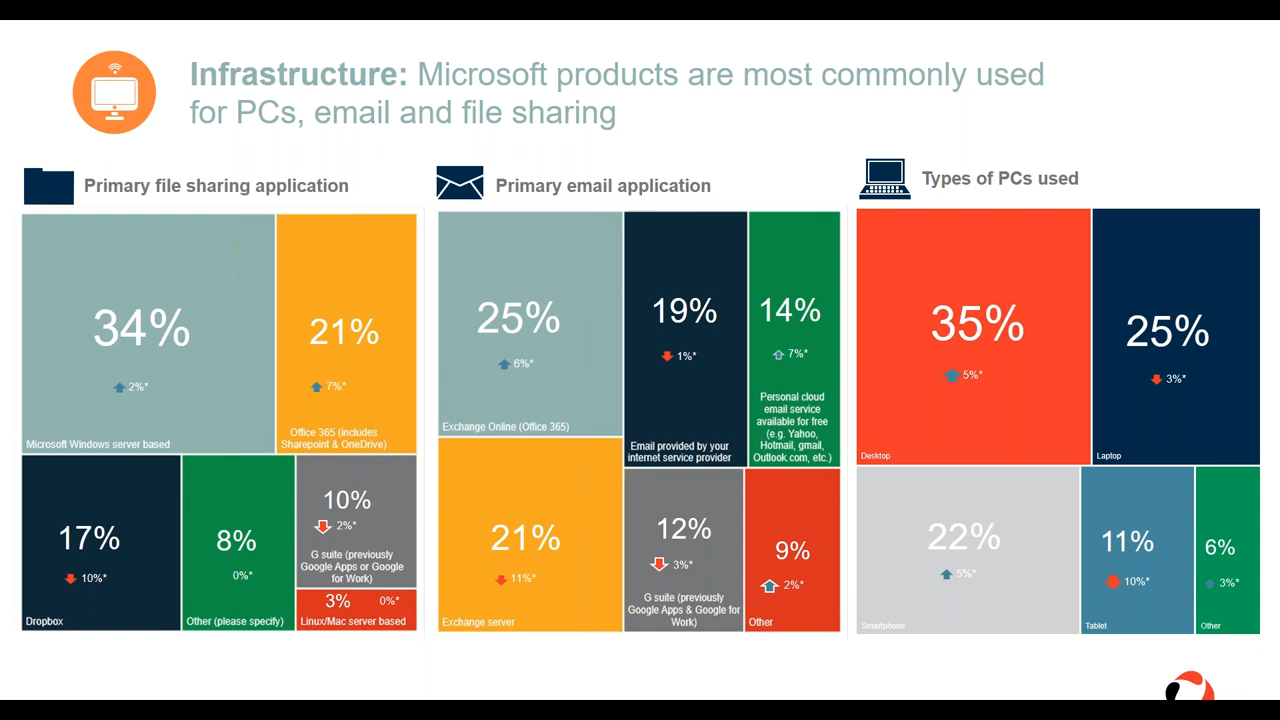 Infrastructure: Microsoft products are most commonly used
for PCs, email and file sharing
Primary file sharing application
34%
2%*
Microsoft Windows server based
21%
7%*
Office 365 (includes
Sharepoint & OneDrive)
17%
10%*
Dropbox
8%
0%*
Other (please specify)
10%
2%*
G suite (previously
Google Apps or Google
for Work)
3%
0%*
Linux/Mac server based
Primary email application
25%
6%*
Exchange Online (Office 365)
19%
1%*
Email provided by your
internet service provider
14%
7%*
Personal cloud
email service
available for free
(e.g. Yahoo,
Hotmail, gmail,
Outlook.com, etc.)
21%
11%*
Exchange server
12%
3%*
G suite (previously
Google Apps & Google for
Work)
9%
2%*
Other
Types of PCs used
35%
5%*
Desktop
25%
3%*
Laptop
22%
5%*
Smartphone
11%
10%*
Tablet
6%
3%*
Other